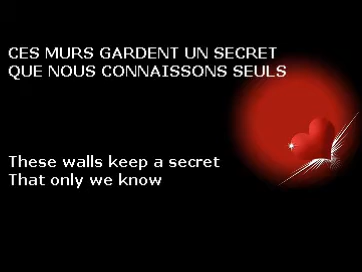 CES MURS GARDENT UN SECRET
QUE NOUS CONNAISSONS SEULS
These walls keep a secret
That only we know